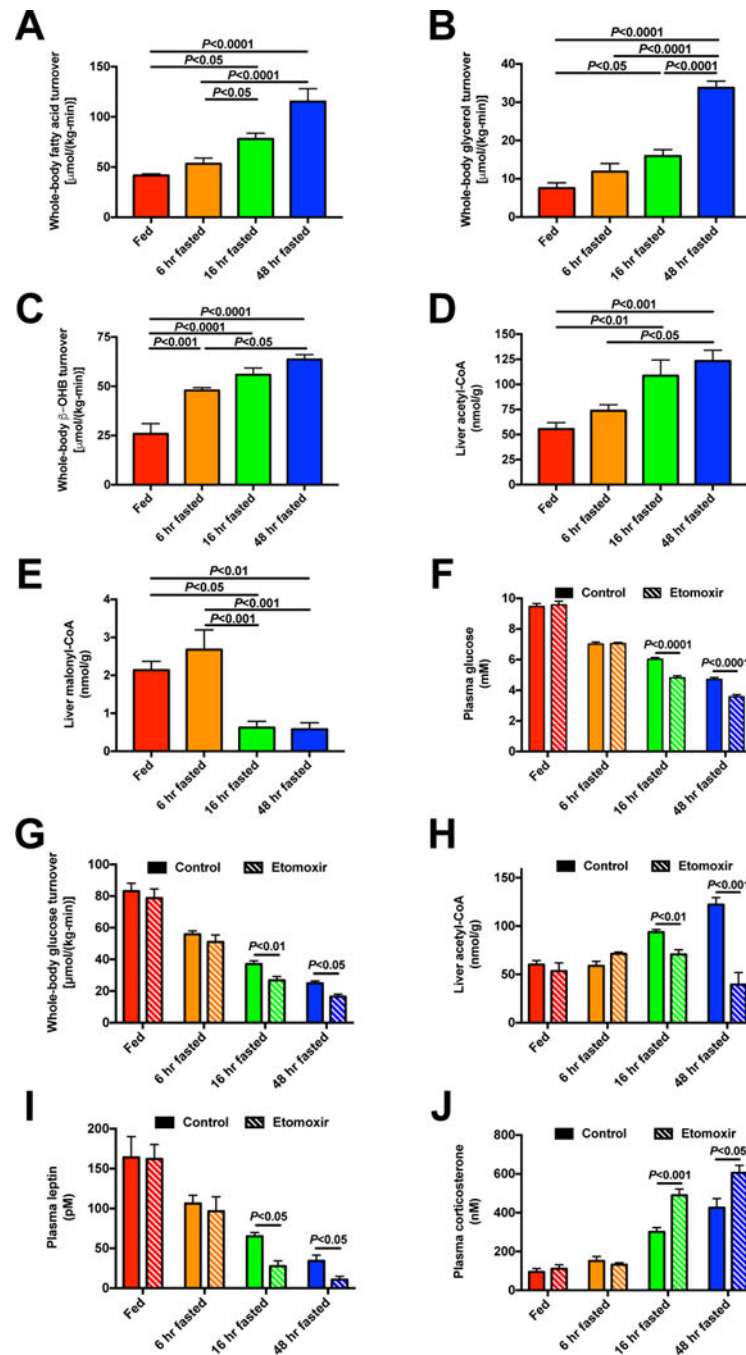 A
P<0.0001
P<0.05
P<0.0001
P<0.05
Whole-body fatty acid turnover
[μmol/(kg-min)]
150
100
50
0
Fed
6 hr fasted
16 hr fasted
48 hr fasted
B
P<0.0001
P<0.0001
P<0.05
P<0.0001
Whole-body glycerol turnover
[μmol/(kg-min)]
40
30
20
10
0
Fed
6 hr fasted
16 hr fasted
48 hr fasted
C
P<0.0001
P<0.0001
P<0.001
P<0.05
Whole-body β-OHB turnover
[μmol/(kg-min)]
75
50
25
0
Fed
6 hr fasted
16 hr fasted
48 hr fasted
D
P<0.001
P<0.01
P<0.05
Liver acetyl-CoA
(nmol/g)
150
125
100
75
50
25
0
Fed
6 hr fasted
16 hr fasted
48 hr fasted
E
P<0.01
P<0.05
P<0.001
P<0.001
Liver malonyl-CoA
(nmol/g)
4
3
2
1
0
Fed
6 hr fasted
16 hr fasted
48 hr fasted
F
Control
Etomoxir
P<0.0001
P<0.0001
Plasma glucose
(mM)
10
8
6
4
2
0
Fed
6 hr fasted
16 hr fasted
48 hr fasted
G
Control
Etomoxir
P<0.01
P<0.05
Whole-body glucose turnover
[μmol/(kg-min)]
100
80
60
40
20
0
Fed
6 hr fasted
16 hr fasted
48 hr fasted
H
Control
Etomoxir
P<0.001
P<0.01
Liver acetyl-CoA
(nmol/g)
150
100
50
0
Fed
6 hr fasted
16 hr fasted
48 hr fasted
I
Control
Etomoxir
P<0.05
P<0.05
Plasma leptin
(pM)
200
150
100
50
0
Fed
6 hr fasted
16 hr fasted
48 hr fasted
J
Control
Etomoxir
P<0.05
P<0.001
Plasma corticosterone
(nM)
800
600
400
200
0
Fed
6 hr fasted
16 hr fasted
48 hr fasted